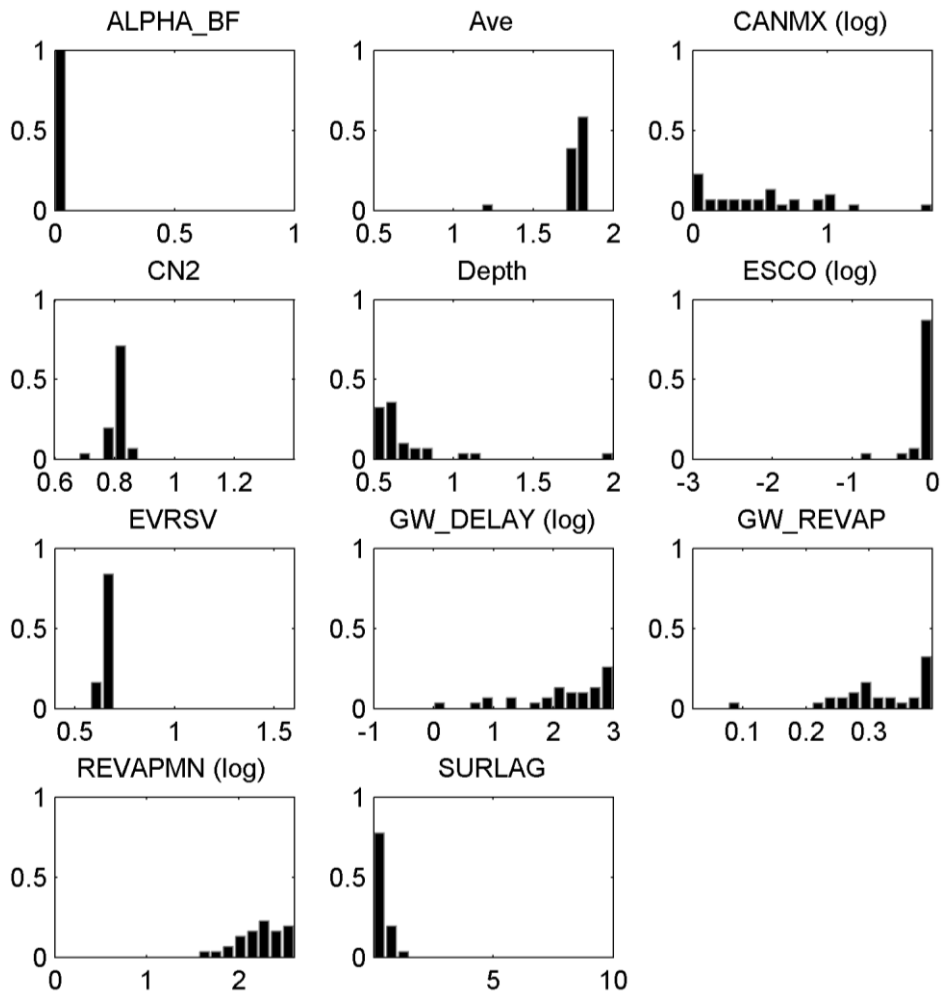 ALPHA_BF Ave CANMX (log)
1 1 1
0.5 0.5 0.5
0 0 0
0 0.5 1 0.5 1 1.5 2 0 1
CN2 Depth ESCO (log)
1 1 1
0.5 0.5 0.5
0 0 0
0.6 0.8 1 1.2 0.5 1 1.5 2 -3 -2 -1 0
EVRSV GW_DELAY (log) GW_REVAP
1 1 1
0.5 0.5 0.5
0 0 0
0.5 1 1.5 -1 0 1 2 3 0.1 0.2 0.3
REVAPMN (log) SURLAG
1 1
0.5 0.5
0 0
0 1 2 5 10